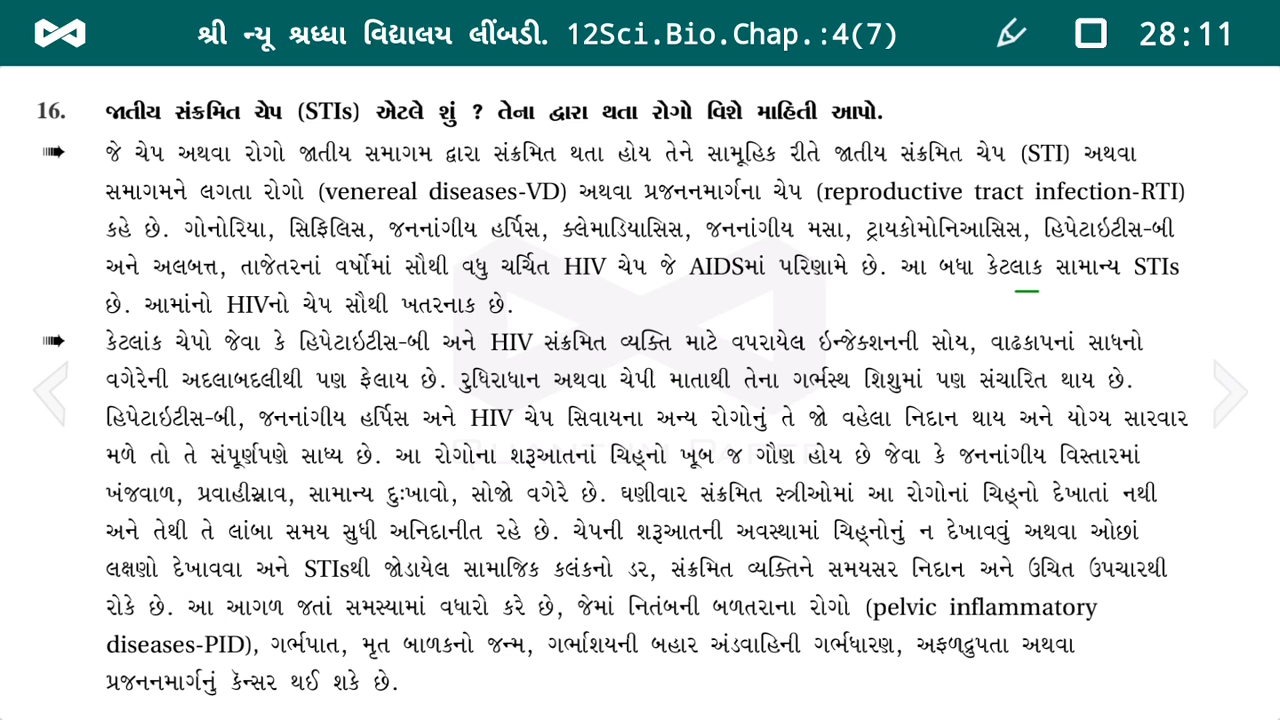 શ્રી ન્યૂ શ્રધ્ધા વિદ્યાલય લીંબડી. 12Sci.Bio.Chap.:4(7) 28:11
16. જાતીય સંક્રમિત ચેપ (STIs) એટલે શું ? તેના દ્વારા થતા રોગો વિશે માહિતી આપો.
➠ જે ચેપ અથવા રોગો જાતીય સમાગમ દ્વારા સંક્રમિત થતા હોય તેને સામૂહિક રીતે જાતીય સંક્રમિત ચેપ (STI) અથવા
સમાગમને લગતા રોગો (venereal diseases-VD) અથવા પ્રજનનમાર્ગના ચેપ (reproductive tract infection-RTI)
કહે છે. ગોનોરિયા, સિફિલિસ, જનનાંગીય હર્પિસ, ક્લેમાડિયાસિસ, જનનાંગીય મસા, ટ્રાયકોમોનિઆસિસ, હિપેટાઇટીસ-બી
અને અલબત્ત, તાજેતરનાં વર્ષોમાં સૌથી વધુ ચર્ચિત HIV ચેપ જે AIDSમાં પરિણામે છે. આ બધા કેટલાક સામાન્ય STIs
છે. આમાંનો HIVનો ચેપ સૌથી ખતરનાક છે.
➠ કેટલાંક ચેપો જેવા કે હિપેટાઇટીસ-બી અને HIV સંક્રમિત વ્યક્તિ માટે વપરાયેલ ઇન્જેક્શનની સોય, વાઢકાપનાં સાધનો
વગેરેની અદલાબદલીથી પણ ફેલાય છે. રુધિરાધાન અથવા ચેપી માતાથી તેના ગર્ભસ્થ શિશુમાં પણ સંચારિત થાય છે.
હિપેટાઇટીસ-બી, જનનાંગીય હર્પિસ અને HIV ચેપ સિવાયના અન્ય રોગોનું તે જો વહેલા નિદાન થાય અને યોગ્ય સારવાર
મળે તો તે સંપૂર્ણપણે સાધ્ય છે. આ રોગોના શરૂઆતનાં ચિહ્નો ખૂબ જ ગૌણ હોય છે જેવા કે જનનાંગીય વિસ્તારમાં
ખંજવાળ, પ્રવાહીસ્રાવ, સામાન્ય દુઃખાવો, સોજો વગેરે છે. ઘણીવાર સંક્રમિત સ્ત્રીઓમાં આ રોગોનાં ચિહ્નો દેખાતાં નથી
અને તેથી તે લાંબા સમય સુધી અનિદાનીત રહે છે. ચેપની શરૂઆતની અવસ્થામાં ચિહ્નોનું ન દેખાવવું અથવા ઓછાં
લક્ષણો દેખાવવા અને STIsથી જોડાયેલ સામાજિક કલંકનો ડર, સંક્રમિત વ્યક્તિને સમયસર નિદાન અને ઉચિત ઉપચારથી
રોકે છે. આ આગળ જતાં સમસ્યામાં વધારો કરે છે, જેમાં નિતંબની બળતરાના રોગો (pelvic inflammatory
diseases-PID), ગર્ભપાત, મૃત બાળકનો જન્મ, ગર્ભાશયની બહાર અંડવાહિની ગર્ભધારણ, અફળદ્રુપતા અથવા
પ્રજનનમાર્ગનું કૅન્સર થઈ શકે છે.
QUANTUM PAPER